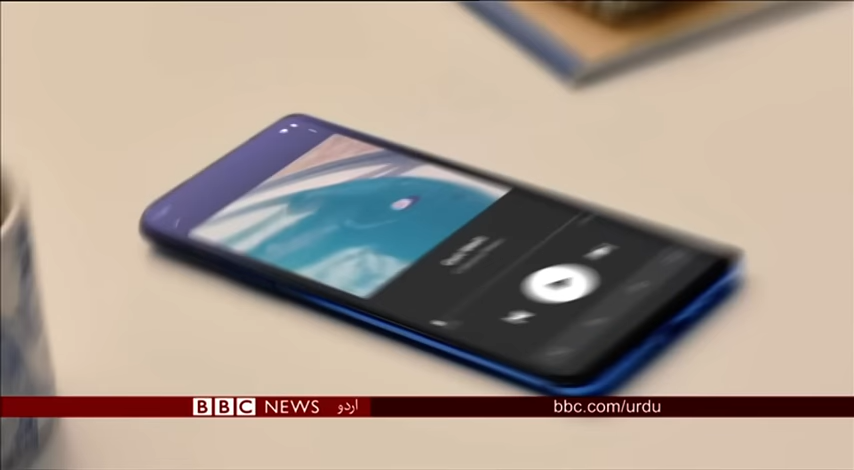 BBC NEWS اردو
bbc.com/urdu